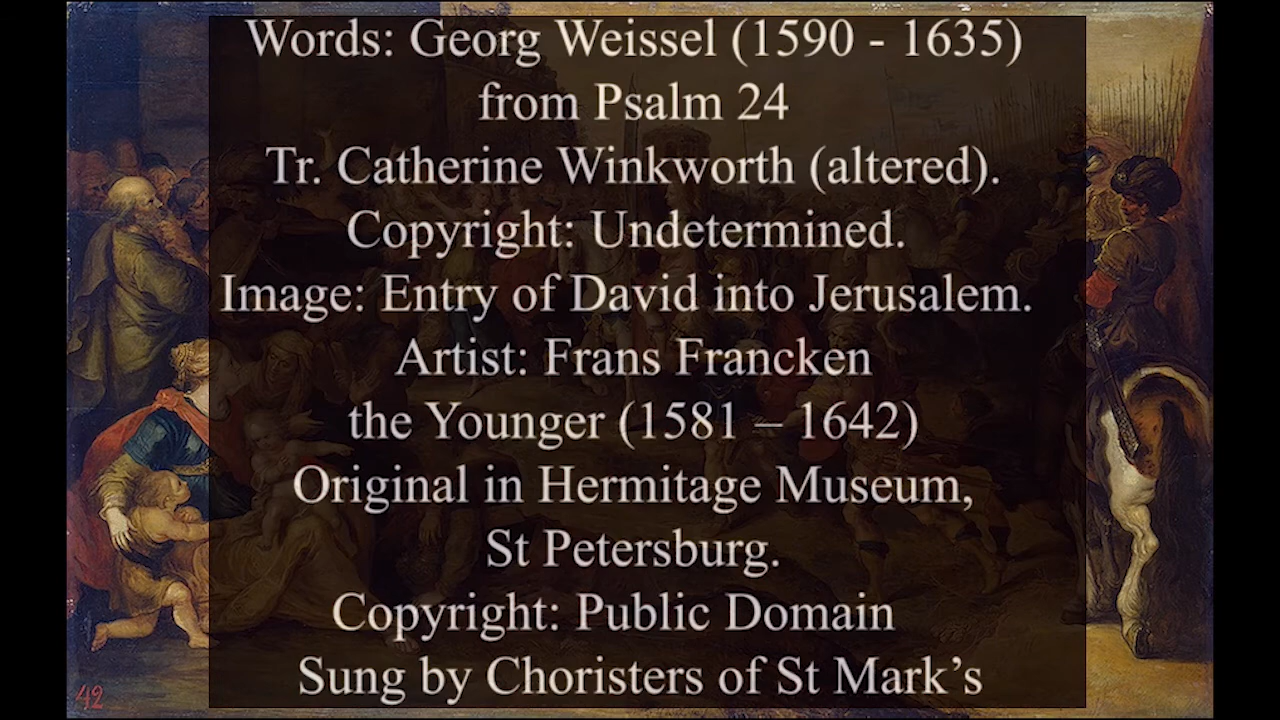 Words: Georg Weissel (1590 - 1635)
from Psalm 24
Tr. Catherine Winkworth (altered).
Copyright: Undetermined.
Image: Entry of David into Jerusalem.
Artist: Frans Francken
the Younger (1581 – 1642)
Original in Hermitage Museum,
St Petersburg.
Copyright: Public Domain
Sung by Choristers of St Mark’s
42